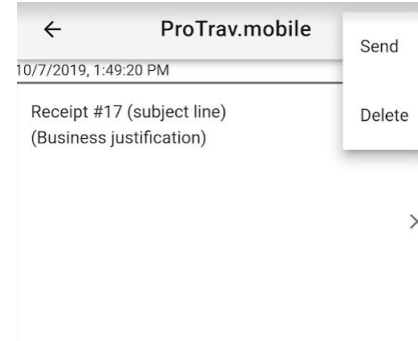 ProTrav.mobile
Send
10/7/2019, 1:49:20 PM
Delete
Receipt #17 (subject line)
(Business justification)